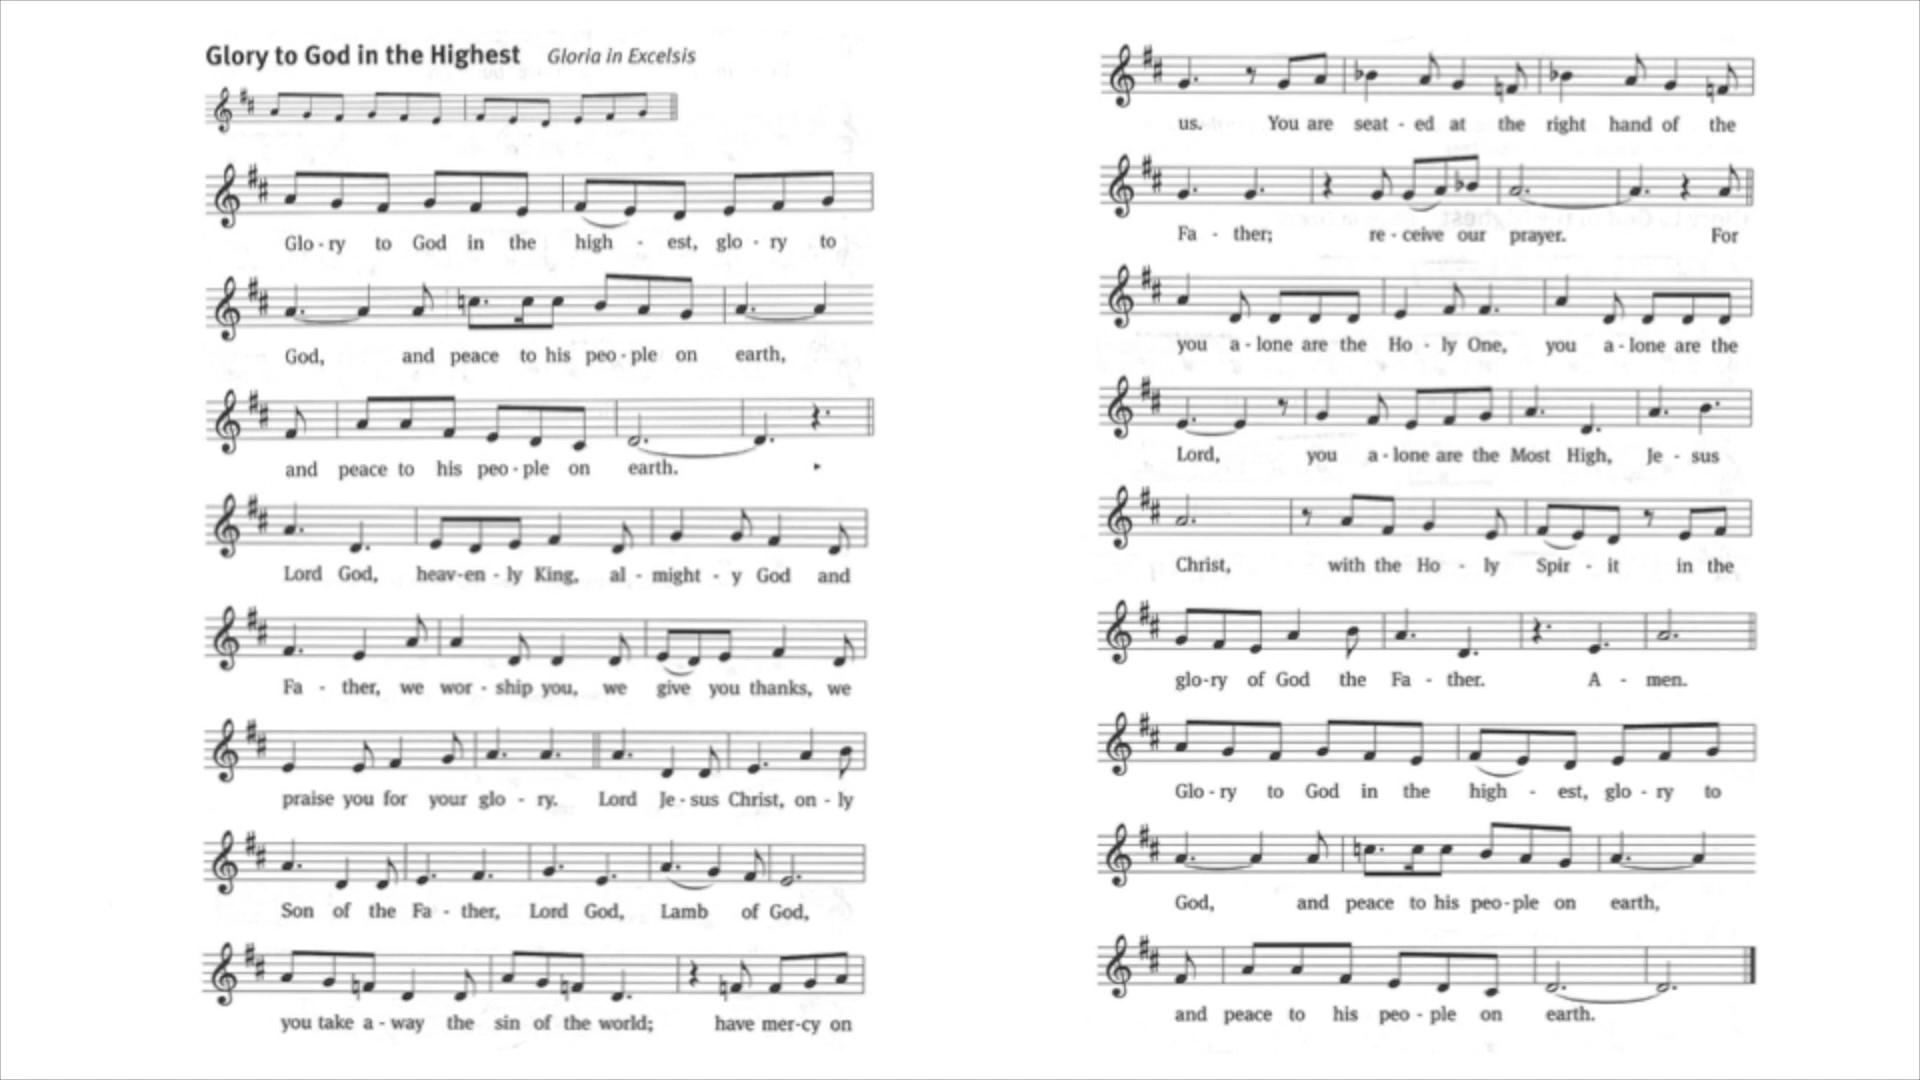 Glory to God in the Highest Gloria in Excelsis
Glo - ry to God in the high - est, glo - ry to
God, and peace to his peo - ple on earth,
and peace to his peo - ple on earth.
Lord God, heav-en - ly King, al - might - y God and
Fa - ther, we wor - ship you, we give you thanks, we
praise you for your glo - ry. Lord Je - sus Christ, on - ly
Son of the Fa - ther, Lord God, Lamb of God,
you take a - way the sin of the world; have mer-cy on
us. You are seat - ed at the right hand of the
Fa - ther; re - ceive our prayer. For
you a - lone are the Ho - ly One, you a - lone are the
Lord, you a - lone are the Most High, Je - sus
Christ, with the Ho - ly Spir - it in the
glo-ry of God the Fa - ther. A - men.
Glo - ry to God in the high - est, glo - ry to
God, and peace to his peo-ple on earth,
and peace to his peo - ple on earth.